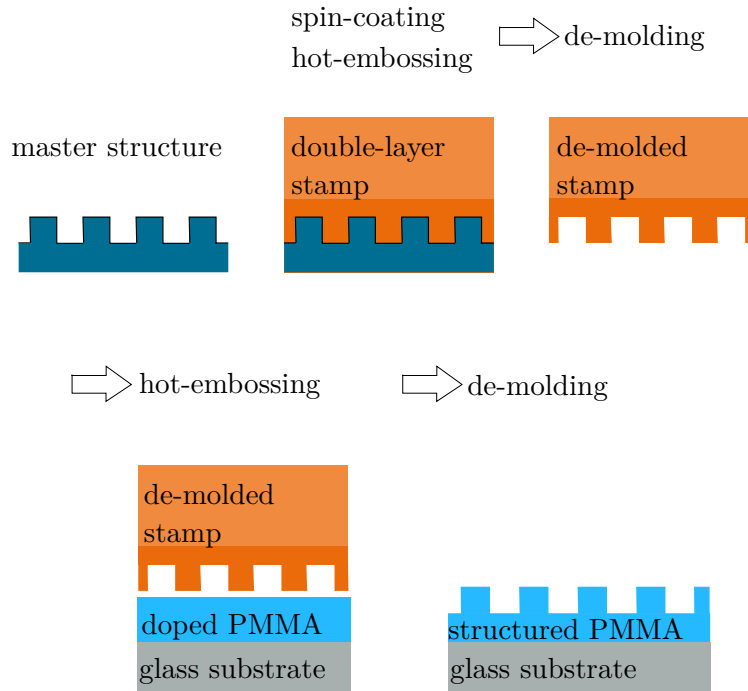 spin-coating
hot-embossing
de-molding
master structure
double-layer
stamp
de-molded
stamp
hot-embossing
de-molding
de-molded
stamp
doped PMMA
glass substrate
structured PMMA
glass substrate